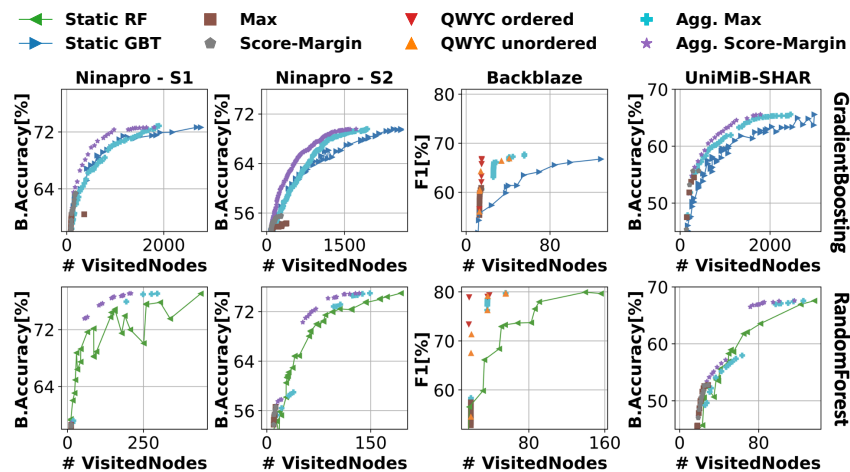 Static RF Max QWYC ordered Agg. Max
Static GBT Score-Margin QWYC unordered Agg. Score-Margin
Ninapro - S1 Ninapro - S2 Backblaze UniMiB-SHAR
B.Accuracy[%] 72 64
0 2000
# VisitedNodes
B.Accuracy[%] 72 68 64 60 56
0 1500
# VisitedNodes
F1[%] 80 70 60
0 80
# VisitedNodes
B.Accuracy[%] 70 60 50
0 2000
# VisitedNodes
GradientBoosting
B.Accuracy[%] 72 64
0 250
# VisitedNodes
B.Accuracy[%] 72 68 64 60 56
0 150
# VisitedNodes
F1[%] 80 70 60
0 80 160
# VisitedNodes
B.Accuracy[%] 70 60 50
0 80
# VisitedNodes
RandomForest